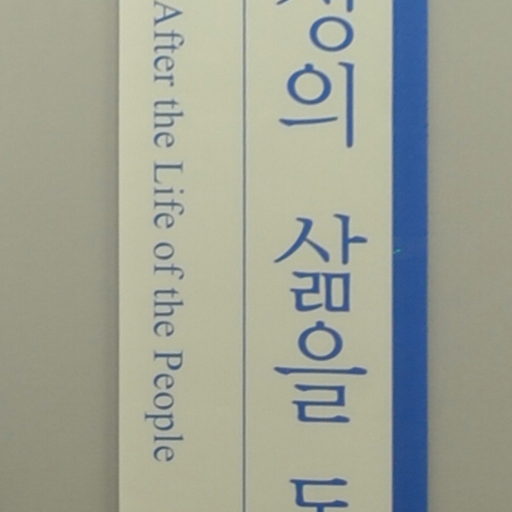 의 삶을
After the Life of the People